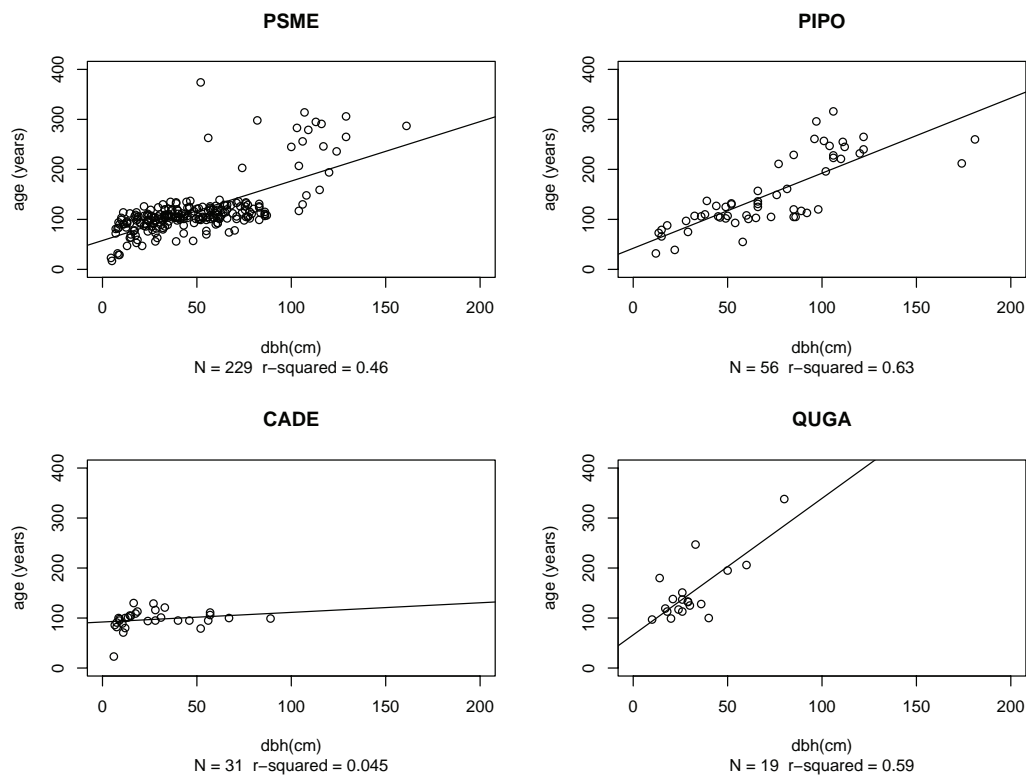 PSME
400
300
200
100
0
age (years)
0 50 100 150 200
dbh(cm)
N = 229 r−squared = 0.46
PIPO
400
300
200
100
0
age (years)
0 50 100 150 200
dbh(cm)
N = 56 r−squared = 0.63
CADE
400
300
200
100
0
age (years)
0 50 100 150 200
dbh(cm)
N = 31 r−squared = 0.045
QUGA
400
300
200
100
0
age (years)
0 50 100 150 200
dbh(cm)
N = 19 r−squared = 0.59